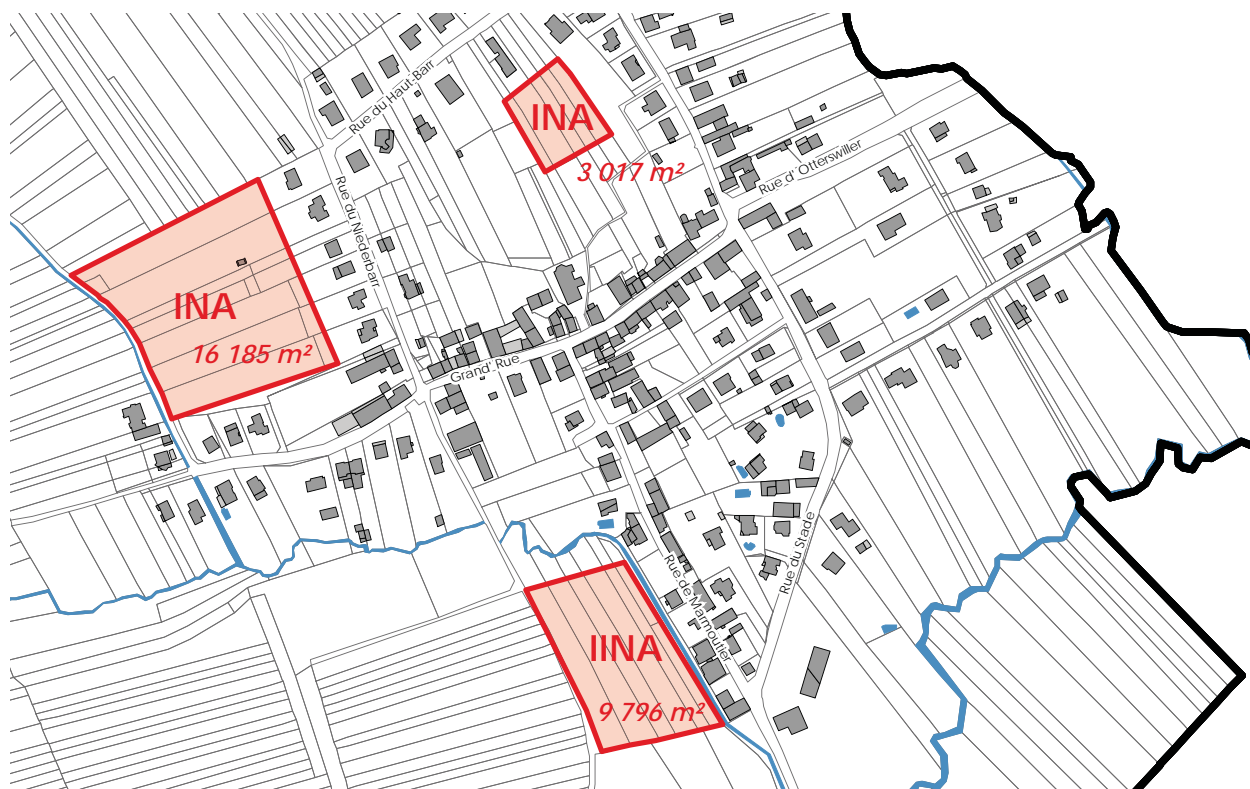 Rue du Haut-Barr
INA
3 017 m²
Rue d' Otterswiller
Rue du Niederbarr
INA
16 185 m²
Grand' Rue
Rue du Stade
Rue de Marmoutier
IINA
9 796 m²